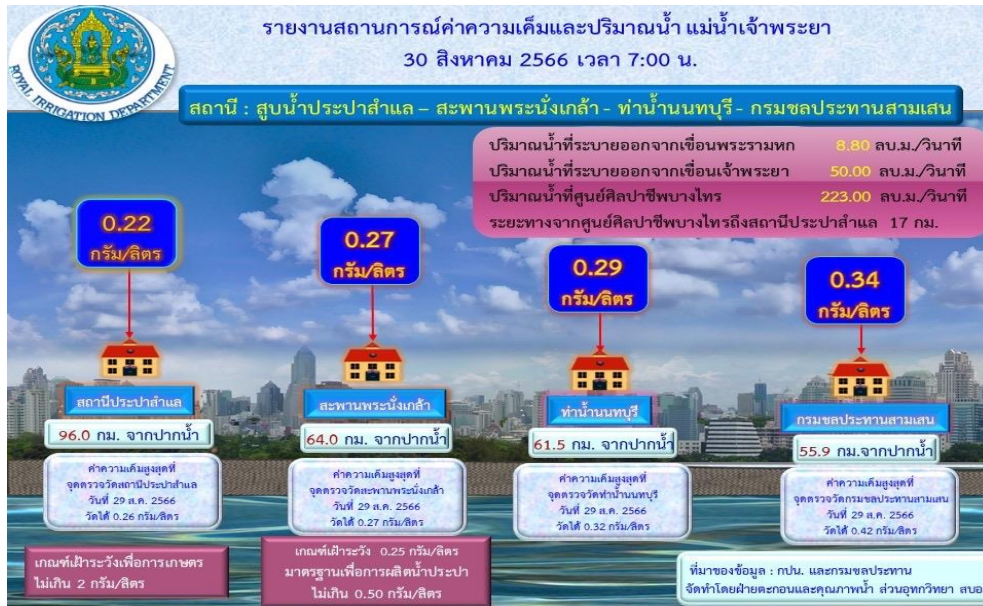 รายงานสถานการณ์ค่าความเค็มและปริมาณน้ำ แม่น้ำเจ้าพระยา
30 สิงหาคม 2566 เวลา 7:00 น.
ROYAL IRRIGATION DEPARTMENT
สถานี : สูบน้ำประปาสำแล – สะพานพระนั่งเกล้า - ท่าน้ำนนทบุรี - กรมชลประทานสามเสน
ปริมาณน้ำที่ระบายออกจากเขื่อนพระรามหก 8.80 ลบ.ม./วินาที
ปริมาณน้ำที่ระบายออกจากเขื่อนเจ้าพระยา 50.00 ลบ.ม./วินาที
ปริมาณน้ำที่ศูนย์ศิลปาชีพบางไทร 223.00 ลบ.ม./วินาที
ระยะทางจากศูนย์ศิลปาชีพบางไทรถึงสถานีประปาสำแล 17 กม.
0.22
กรัม/ลิตร
สถานีประปาสำแล
96.0 กม. จากปากน้ำ
ค่าความเค็มสูงสุดที่
จุดตรวจวัดสถานีประปาสำแล
วันที่ 29 ส.ค. 2566
วัดได้ 0.26 กรัม/ลิตร
0.27
กรัม/ลิตร
สะพานพระนั่งเกล้า
64.0 กม. จากปากน้ำ
ค่าความเค็มสูงสุดที่
จุดตรวจวัดสะพานพระนั่งเกล้า
วันที่ 29 ส.ค. 2566
วัดได้ 0.27 กรัม/ลิตร
0.29
กรัม/ลิตร
ท่าน้ำนนทบุรี
61.5 กม. จากปากน้ำ
ค่าความเค็มสูงสุดที่
จุดตรวจวัดท่าน้ำนนทบุรี
วันที่ 29 ส.ค. 2566
วัดได้ 0.32 กรัม/ลิตร
0.34
กรัม/ลิตร
กรมชลประทานสามเสน
55.9 กม.จากปากน้ำ
ค่าความเค็มสูงสุดที่
จุดตรวจวัดกรมชลประทานสามเสน
วันที่ 29 ส.ค. 2566
วัดได้ 0.42 กรัม/ลิตร
เกณฑ์เฝ้าระวังเพื่อการเกษตร
ไม่เกิน 2 กรัม/ลิตร
เกณฑ์เฝ้าระวัง 0.25 กรัม/ลิตร
มาตรฐานเพื่อการผลิตน้ำประปา
ไม่เกิน 0.50 กรัม/ลิตร
ที่มาของข้อมูล : กปน. และกรมชลประทาน
จัดทำโดยฝ่ายตะกอนและคุณภาพน้ำ ส่วนอุทกวิทยา สบอ